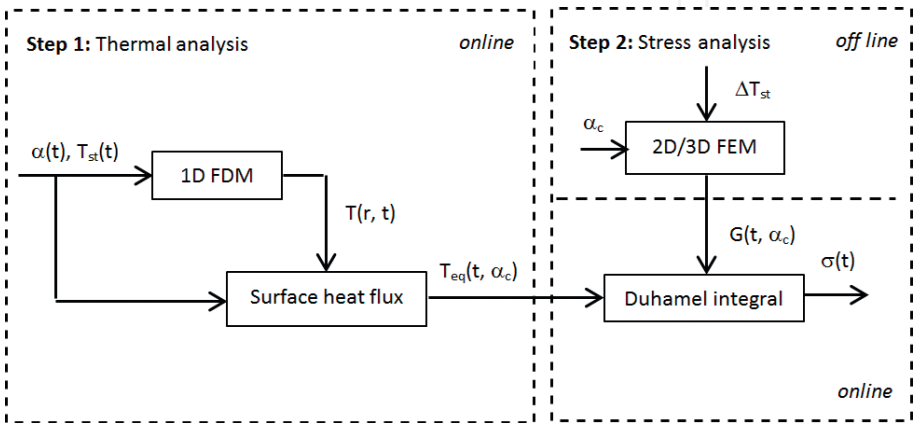 Step 1: Thermal analysis
online
α(t), Tst(t)
1D FDM
T(r, t)
Surface heat flux
Teq(t, αc)
Step 2: Stress analysis
off line
ΔTst
αc
2D/3D FEM
G(t, αc)
σ(t)
Duhamel integral
online